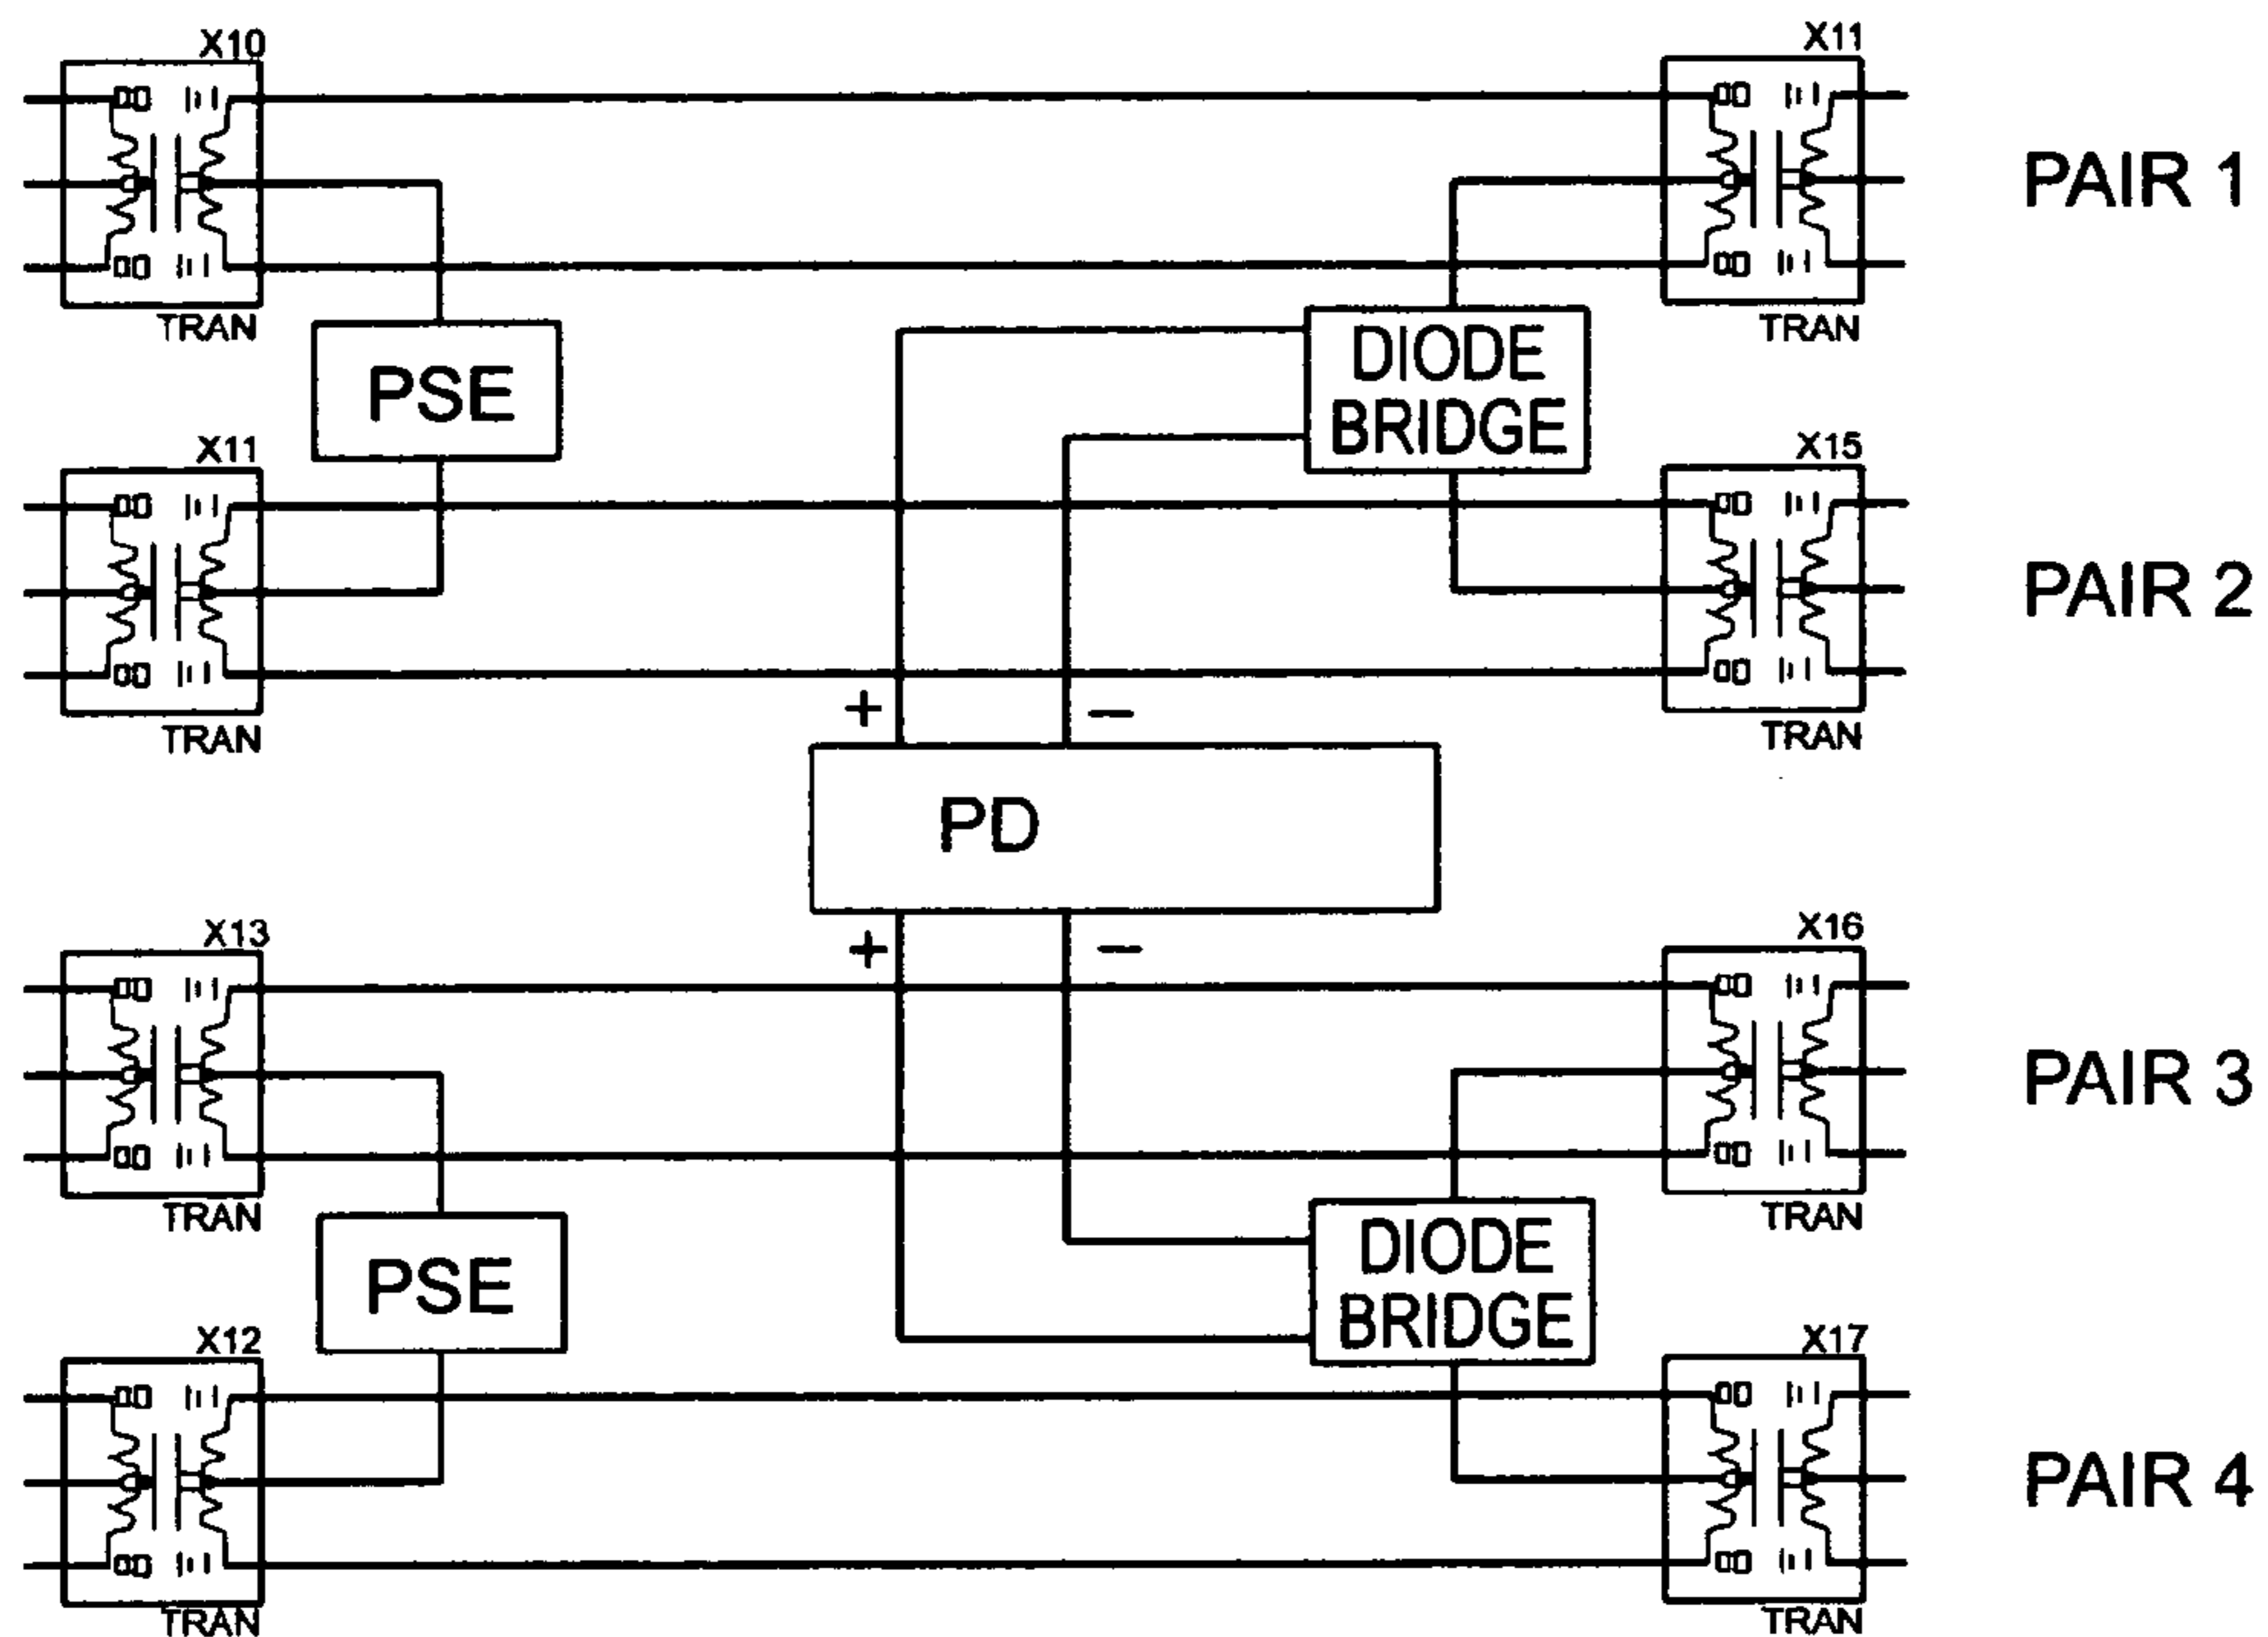 X10
X11
PAIR 1
TRAN
TRAN
PSE
DIODE
BRIDGE
X11
X15
PAIR 2
TRAN
TRAN
+
−
PD
+
−
X13
X16
PAIR 3
TRAN
TRAN
PSE
DIODE
BRIDGE
X12
X17
PAIR 4
TRAN
TRAN